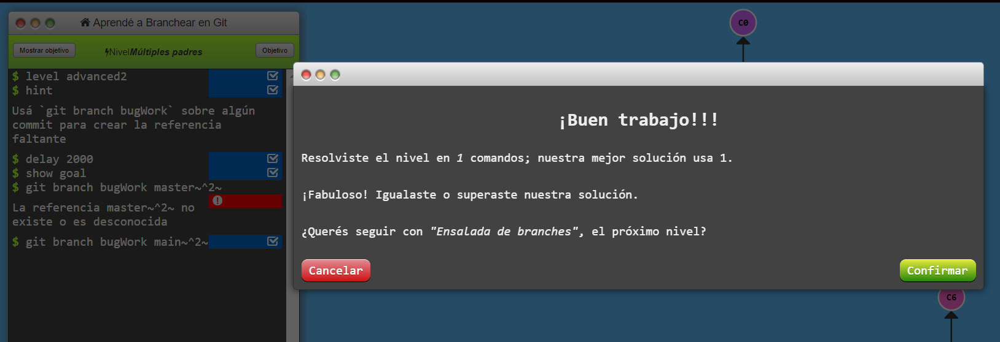 Aprendé a Branchear en Git
Mostrar objetivo
NivelMúltiples padres
Objetivo
$ level advanced2
$ hint
Usá `git branch bugWork` sobre algún
commit para crear la referencia
faltante
$ delay 2000
$ show goal
$ git branch bugWork master~^2~
La referencia master~^2~ no
existe o es desconocida
$ git branch bugWork main~^2~
C0
¡Buen trabajo!!!
Resolviste el nivel en 1 comandos; nuestra mejor solución usa 1.
¡Fabuloso! Igualaste o superaste nuestra solución.
¿Querés seguir con "Ensalada de branches", el próximo nivel?
Cancelar
Confirmar
C6